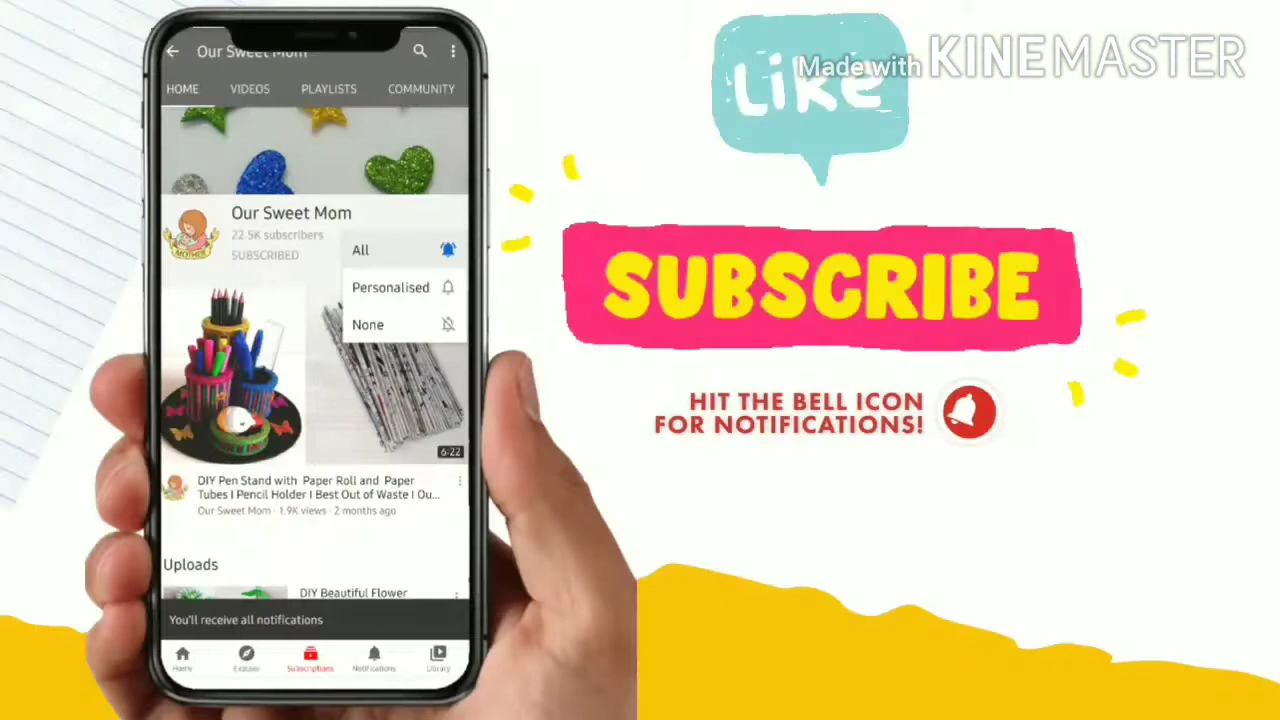 Our Sweet Mom
HOME VIDEOS PLAYLISTS COMMUNITY
Our Sweet Mom
22.5K subscribers
SUBSCRIBED
All
Personalised
None
MOTHER
6:22
DIY Pen Stand with Paper Roll and Paper
Tubes I Pencil Holder I Best Out of Waste I Ou...
Our Sweet Mom · 1.9K views · 2 months ago
Uploads
DIY Beautiful Flower
You'll receive all notifications
Home Explore Subscriptions Notifications Library
Like
Made with KINEMASTER
SUBSCRIBE
HIT THE BELL ICON
FOR NOTIFICATIONS!